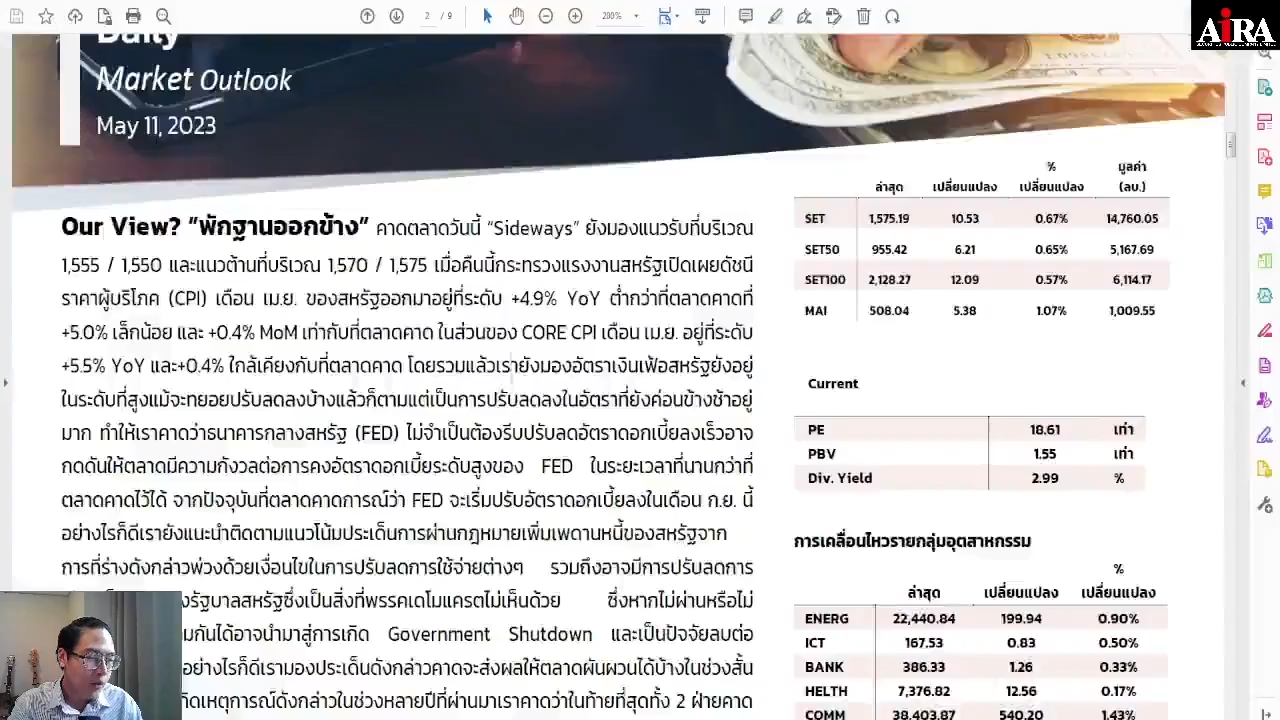 2 / 9
200%
AiRA
Daily
Market Outlook
May 11, 2023
Our View? “พักฐานออกข้าง” คาดตลาดวันนี้ “Sideways” ยังมองแนวรับที่บริเวณ
1,555 / 1,550 และแนวต้านที่บริเวณ 1,570 / 1,575 เมื่อคืนนี้กระทรวงแรงงานสหรัฐเปิดเผยดัชนี
ราคาผู้บริโภค (CPI) เดือน เม.ย. ของสหรัฐออกมาอยู่ที่ระดับ +4.9% YoY ต่ำกว่าที่ตลาดคาดที่
+5.0% เล็กน้อย และ +0.4% MoM เท่ากับที่ตลาดคาด ในส่วนของ CORE CPI เดือน เม.ย. อยู่ที่ระดับ
+5.5% YoY และ+0.4% ใกล้เคียงกับที่ตลาดคาด โดยรวมแล้วเรายังมองอัตราเงินเฟ้อสหรัฐยังอยู่
ในระดับที่สูงแม้จะทยอยปรับลดลงบ้างแล้วก็ตามแต่เป็นการปรับลดลงในอัตราที่ยังค่อนข้างช้าอยู่
มาก ทำให้เราคาดว่าธนาคารกลางสหรัฐ (FED) ไม่จำเป็นต้องรีบปรับลดอัตราดอกเบี้ยลงเร็วอาจ
กดดันให้ตลาดมีความกังวลต่อการคงอัตราดอกเบี้ยระดับสูงของ FED ในระยะเวลาที่นานกว่าที่
ตลาดคาดไว้ได้ จากปัจจุบันที่ตลาดคาดการณ์ว่า FED จะเริ่มปรับอัตราดอกเบี้ยลงในเดือน ก.ย. นี้
อย่างไรก็ดีเรายังแนะนำติดตามแนวโน้มประเด็นการผ่านกฎหมายเพิ่มเพดานหนี้ของสหรัฐจาก
การที่ร่างดังกล่าวพ่วงด้วยเงื่อนไขในการปรับลดการใช้จ่ายต่างๆ รวมถึงอาจมีการปรับลดการ
งรัฐบาลสหรัฐซึ่งเป็นสิ่งที่พรรคเดโมแครตไม่เห็นด้วย ซึ่งหากไม่ผ่านหรือไม่
มกันได้อาจนำมาสู่การเกิด Government Shutdown และเป็นปัจจัยลบต่อ
อย่างไรก็ดีเรามองประเด็นดังกล่าวคาดจะส่งผลให้ตลาดผันผวนได้บ้างในช่วงสั้น
กิดเหตุการณ์ดังกล่าวในช่วงหลายปีที่ผ่านมาเราคาดว่าในท้ายที่สุดทั้ง 2 ฝ่ายคาด
% มูลค่า
ล่าสุด เปลี่ยนแปลง เปลี่ยนแปลง (ลบ.)
SET 1,575.19 10.53 0.67% 14,760.05
SET50 955.42 6.21 0.65% 5,167.69
SET100 2,128.27 12.09 0.57% 6,114.17
MAI 508.04 5.38 1.07% 1,009.55
Current
PE 18.61 เท่า
PBV 1.55 เท่า
Div. Yield 2.99 %
การเคลื่อนไหวรายกลุ่มอุตสาหกรรม
%
ล่าสุด เปลี่ยนแปลง เปลี่ยนแปลง
ENERG 22,440.84 199.94 0.90%
ICT 167.53 0.83 0.50%
BANK 386.33 1.26 0.33%
HELTH 7,376.82 12.56 0.17%
COMM 38,403.87 540.20 1.43%